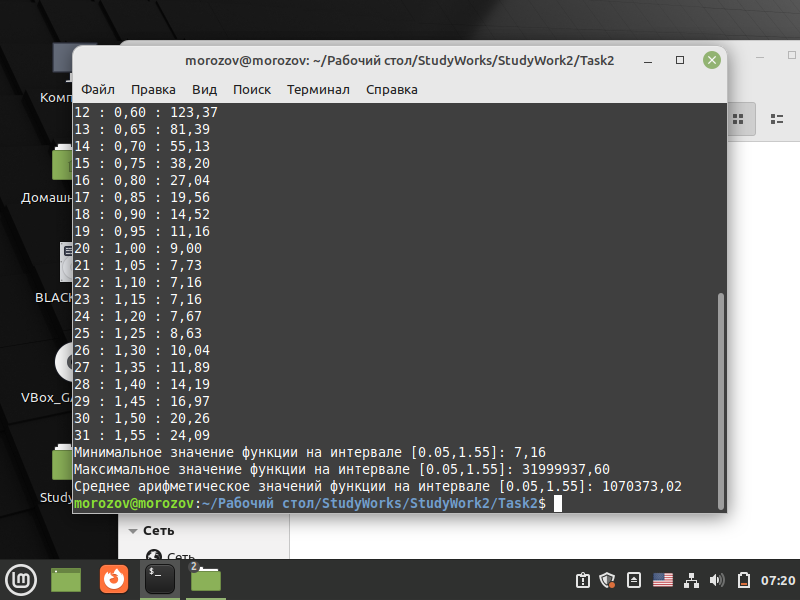 morozov@morozov: ~/Рабочий стол/StudyWorks/StudyWork2/Task2
Файл Правка Вид Поиск Терминал Справка
12 : 0,60 : 123,37
13 : 0,65 : 81,39
14 : 0,70 : 55,13
15 : 0,75 : 38,20
16 : 0,80 : 27,04
17 : 0,85 : 19,56
18 : 0,90 : 14,52
19 : 0,95 : 11,16
20 : 1,00 : 9,00
21 : 1,05 : 7,73
22 : 1,10 : 7,16
23 : 1,15 : 7,16
24 : 1,20 : 7,67
25 : 1,25 : 8,63
26 : 1,30 : 10,04
27 : 1,35 : 11,89
28 : 1,40 : 14,19
29 : 1,45 : 16,97
30 : 1,50 : 20,26
31 : 1,55 : 24,09
Минимальное значение функции на интервале [0.05,1.55]: 7,16
Максимальное значение функции на интервале [0.05,1.55]: 31999937,60
Среднее арифметическое значений функции на интервале [0.05,1.55]: 1070373,02
morozov@morozov:~/Рабочий стол/StudyWorks/StudyWork2/Task2$
Комп
Домашн
BLACK
VBox_GA
Study
Сеть
Сеть
2
07:20